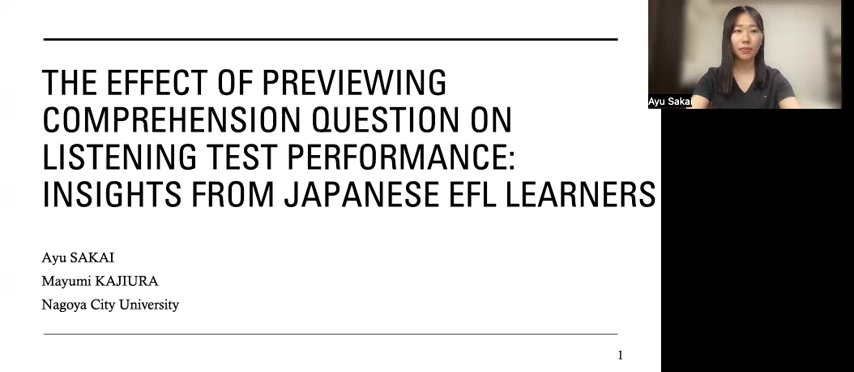 THE EFFECT OF PREVIEWING
COMPREHENSION QUESTION ON
LISTENING TEST PERFORMANCE:
INSIGHTS FROM JAPANESE EFL LEARNERS
Ayu SAKAI
Mayumi KAJIURA
Nagoya City University
1
Ayu Sakai